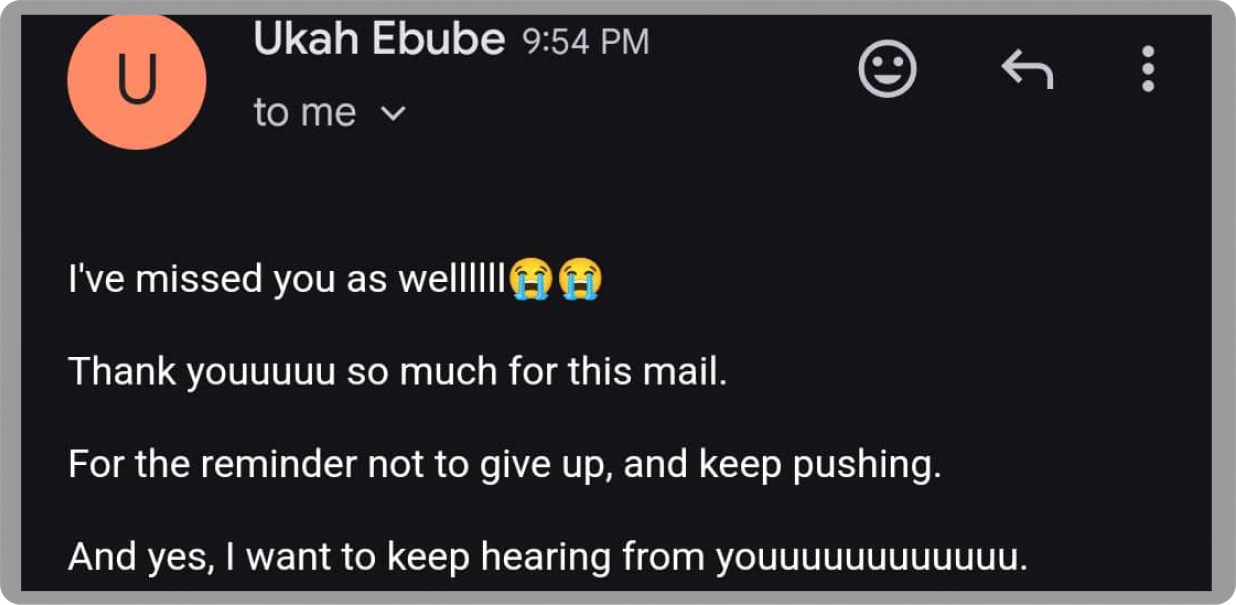 U
Ukah Ebube 9:54 PM
to me
I've missed you as wellllll😭😭
Thank youuuuu so much for this mail.
For the reminder not to give up, and keep pushing.
And yes, I want to keep hearing from youuuuuuuuuuuuu.